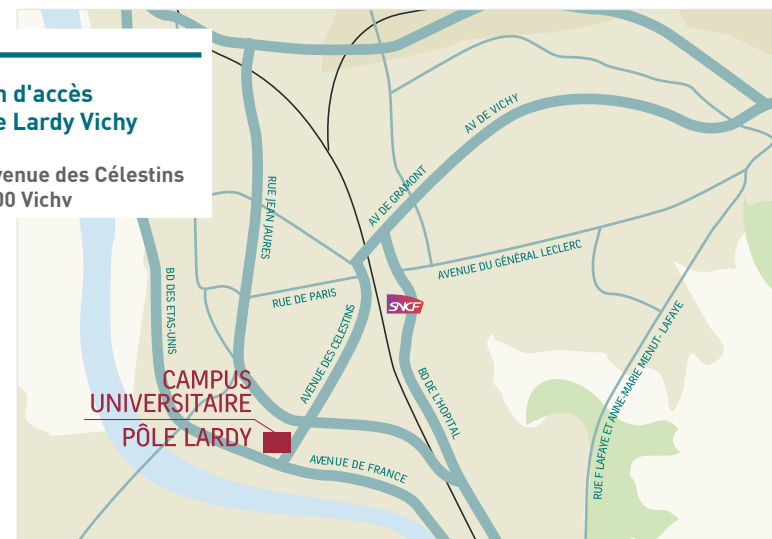 n d'accès
e Lardy Vichy
venue des Célestins
00 Vichy
RUE JEAN JAURES
AV DE VICHY
AV DE GRAMONT
AVENUE DU GÉNÉRAL LECLERC
BD DES ETAS-UNIS
RUE DE PARIS
SNCF
AVENUE DES CELESTINS
BD DE L'HOPITAL
RUE F LAFAYE ET ANNE-MARIE MENUT- LAFAYE
CAMPUS
UNIVERSITAIRE
PÔLE LARDY
AVENUE DE FRANCE